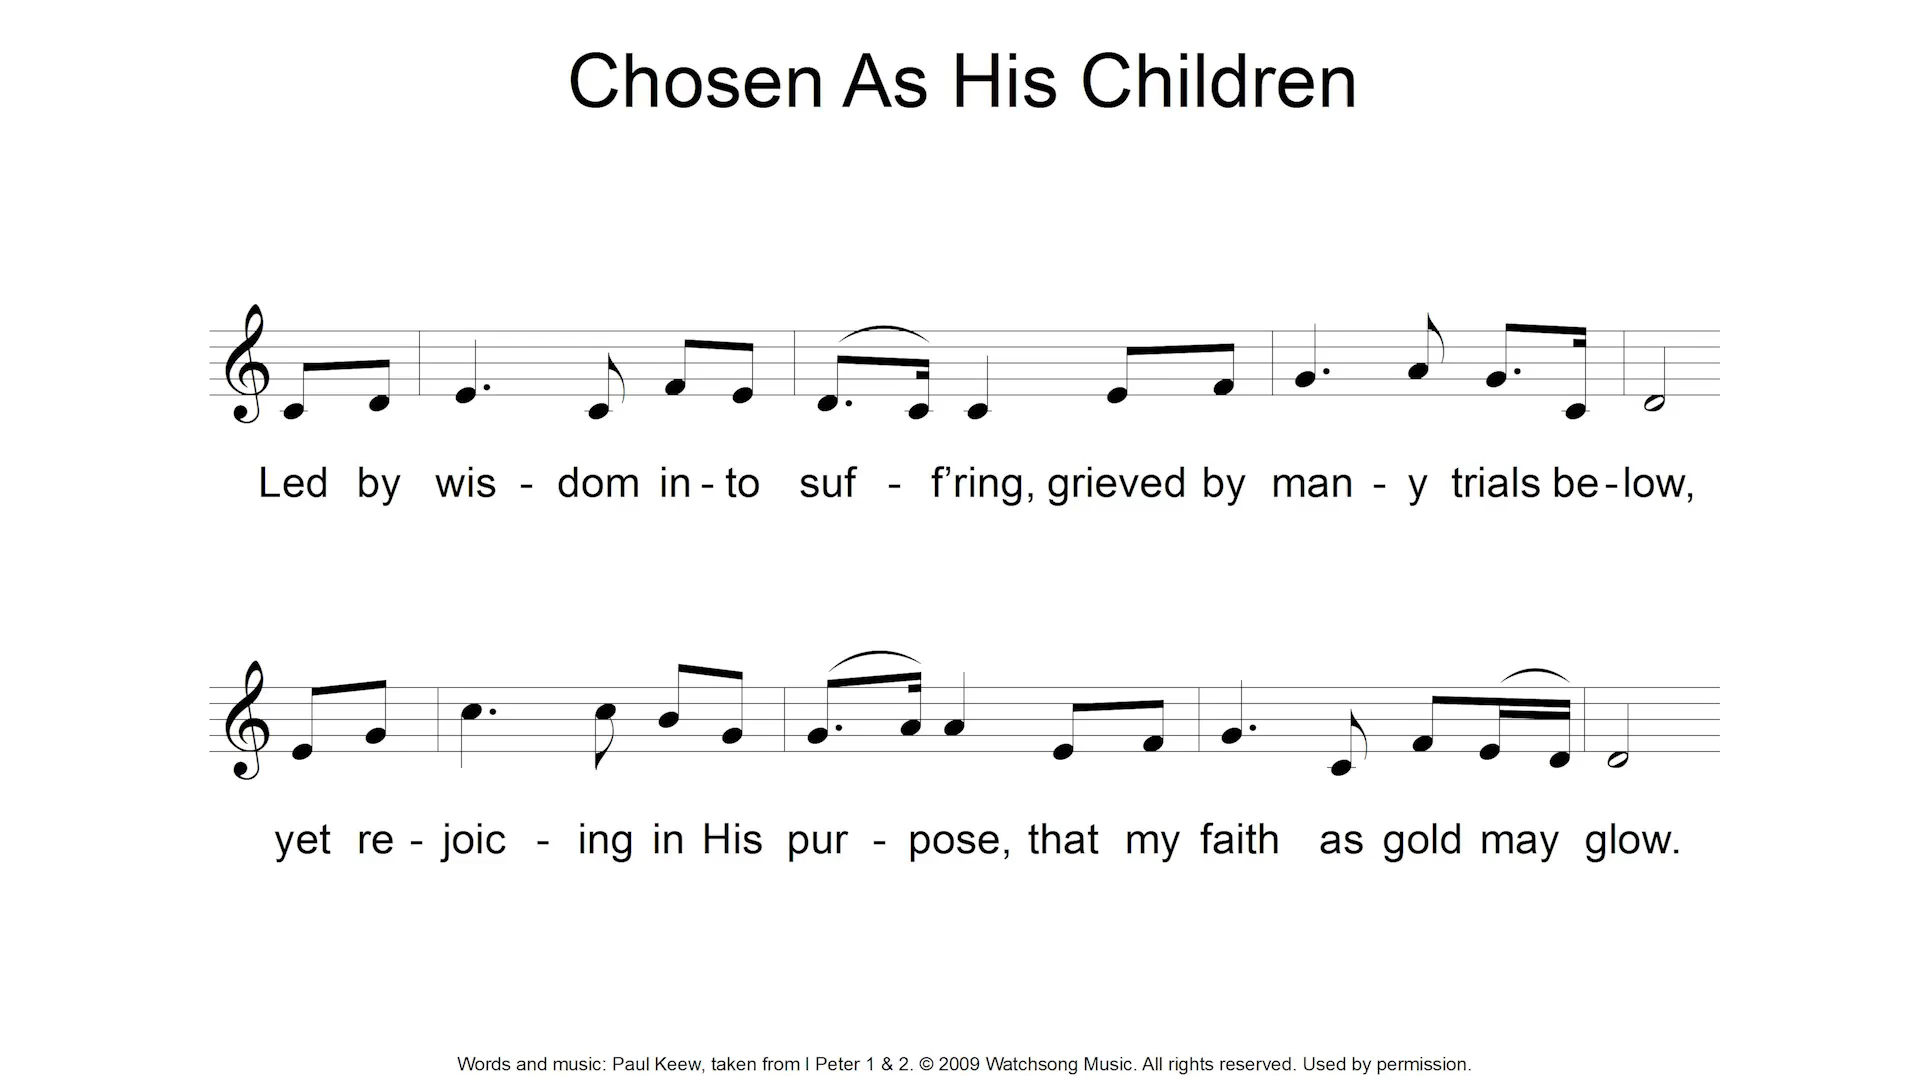 Chosen As His Children
Led by wis - dom in - to suf - f’ring, grieved by man - y trials be - low,
yet re - joic - ing in His pur - pose, that my faith as gold may glow.
Words and music: Paul Keew, taken from I Peter 1 & 2. © 2009 Watchsong Music. All rights reserved. Used by permission.